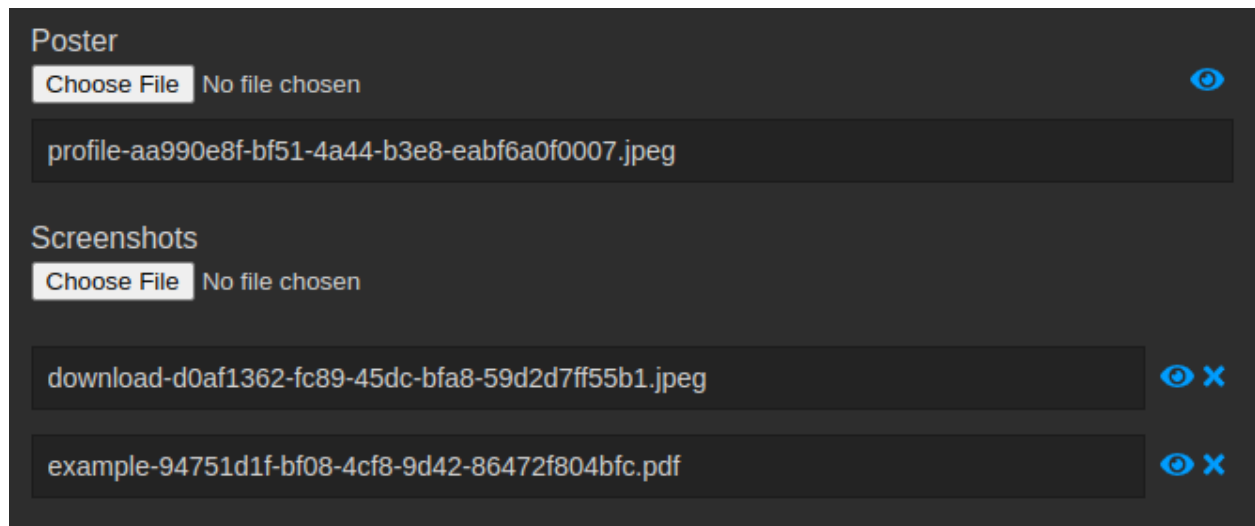 Poster
Choose File No file chosen
profile-aa990e8f-bf51-4a44-b3e8-eabf6a0f0007.jpeg
Screenshots
Choose File No file chosen
download-d0af1362-fc89-45dc-bfa8-59d2d7ff55b1.jpeg
example-94751d1f-bf08-4cf8-9d42-86472f804bfc.pdf